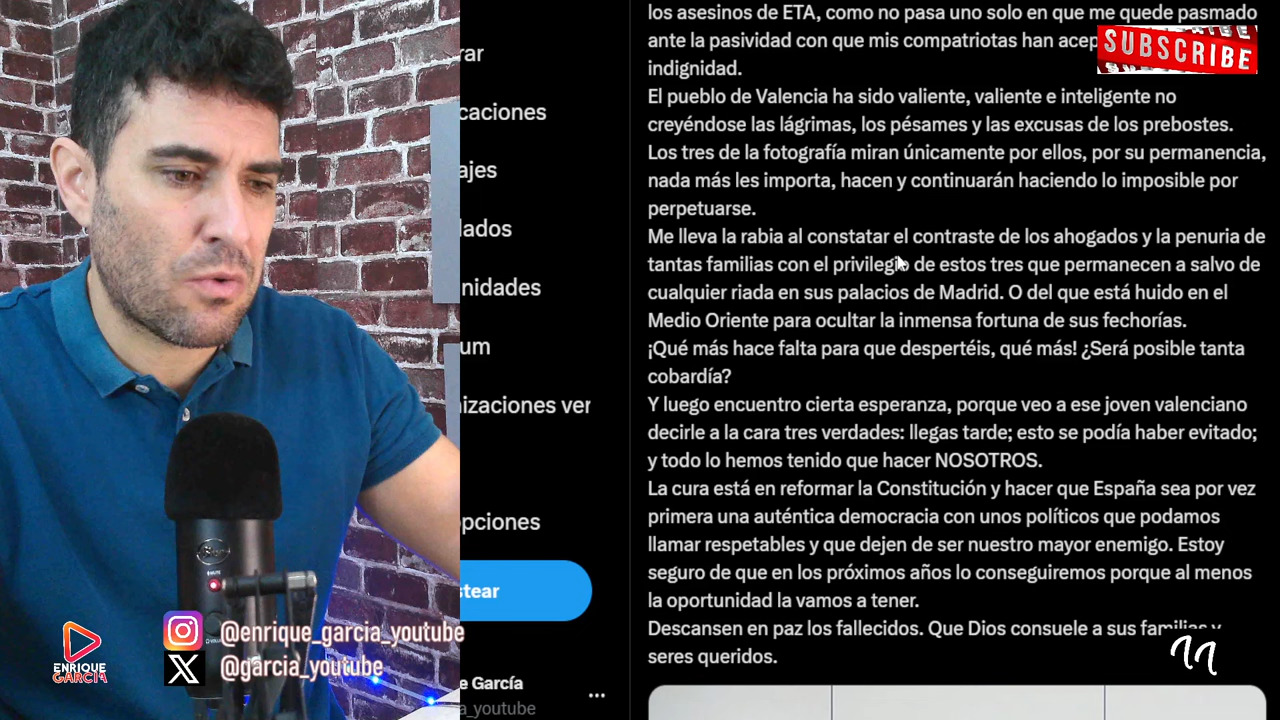 los asesinos de ETA, como no pasa uno solo en que me quede pasmado
ante la pasividad con que mis compatriotas han acep
indignidad.
El pueblo de Valencia ha sido valiente, valiente e inteligente no
creyéndose las lágrimas, los pésames y las excusas de los prebostes.
Los tres de la fotografía miran únicamente por ellos, por su permanencia,
nada más les importa, hacen y continuarán haciendo lo imposible por
perpetuarse.
Me lleva la rabia al constatar el contraste de los ahogados y la penuria de
tantas familias con el privilegio de estos tres que permanecen a salvo de
cualquier riada en sus palacios de Madrid. O del que está huido en el
Medio Oriente para ocultar la inmensa fortuna de sus fechorías.
¡Qué más hace falta para que despertéis, qué más! ¿Será posible tanta
cobardía?
Y luego encuentro cierta esperanza, porque veo a ese joven valenciano
decirle a la cara tres verdades: llegas tarde; esto se podía haber evitado;
y todo lo hemos tenido que hacer NOSOTROS.
La cura está en reformar la Constitución y hacer que España sea por vez
primera una auténtica democracia con unos políticos que podamos
llamar respetables y que dejen de ser nuestro mayor enemigo. Estoy
seguro de que en los próximos años lo conseguiremos porque al menos
la oportunidad la vamos a tener.
Descansen en paz los fallecidos. Que Dios consuele a sus familias y
seres queridos.
SUBSCRIBE
rar
caciones
ajes
lados
nidades
um
izaciones ver
opciones
stear
e García
a_youtube
...
@enrique_garcia_youtube
@garcia_youtube
ENRIQUE
GARCÍA